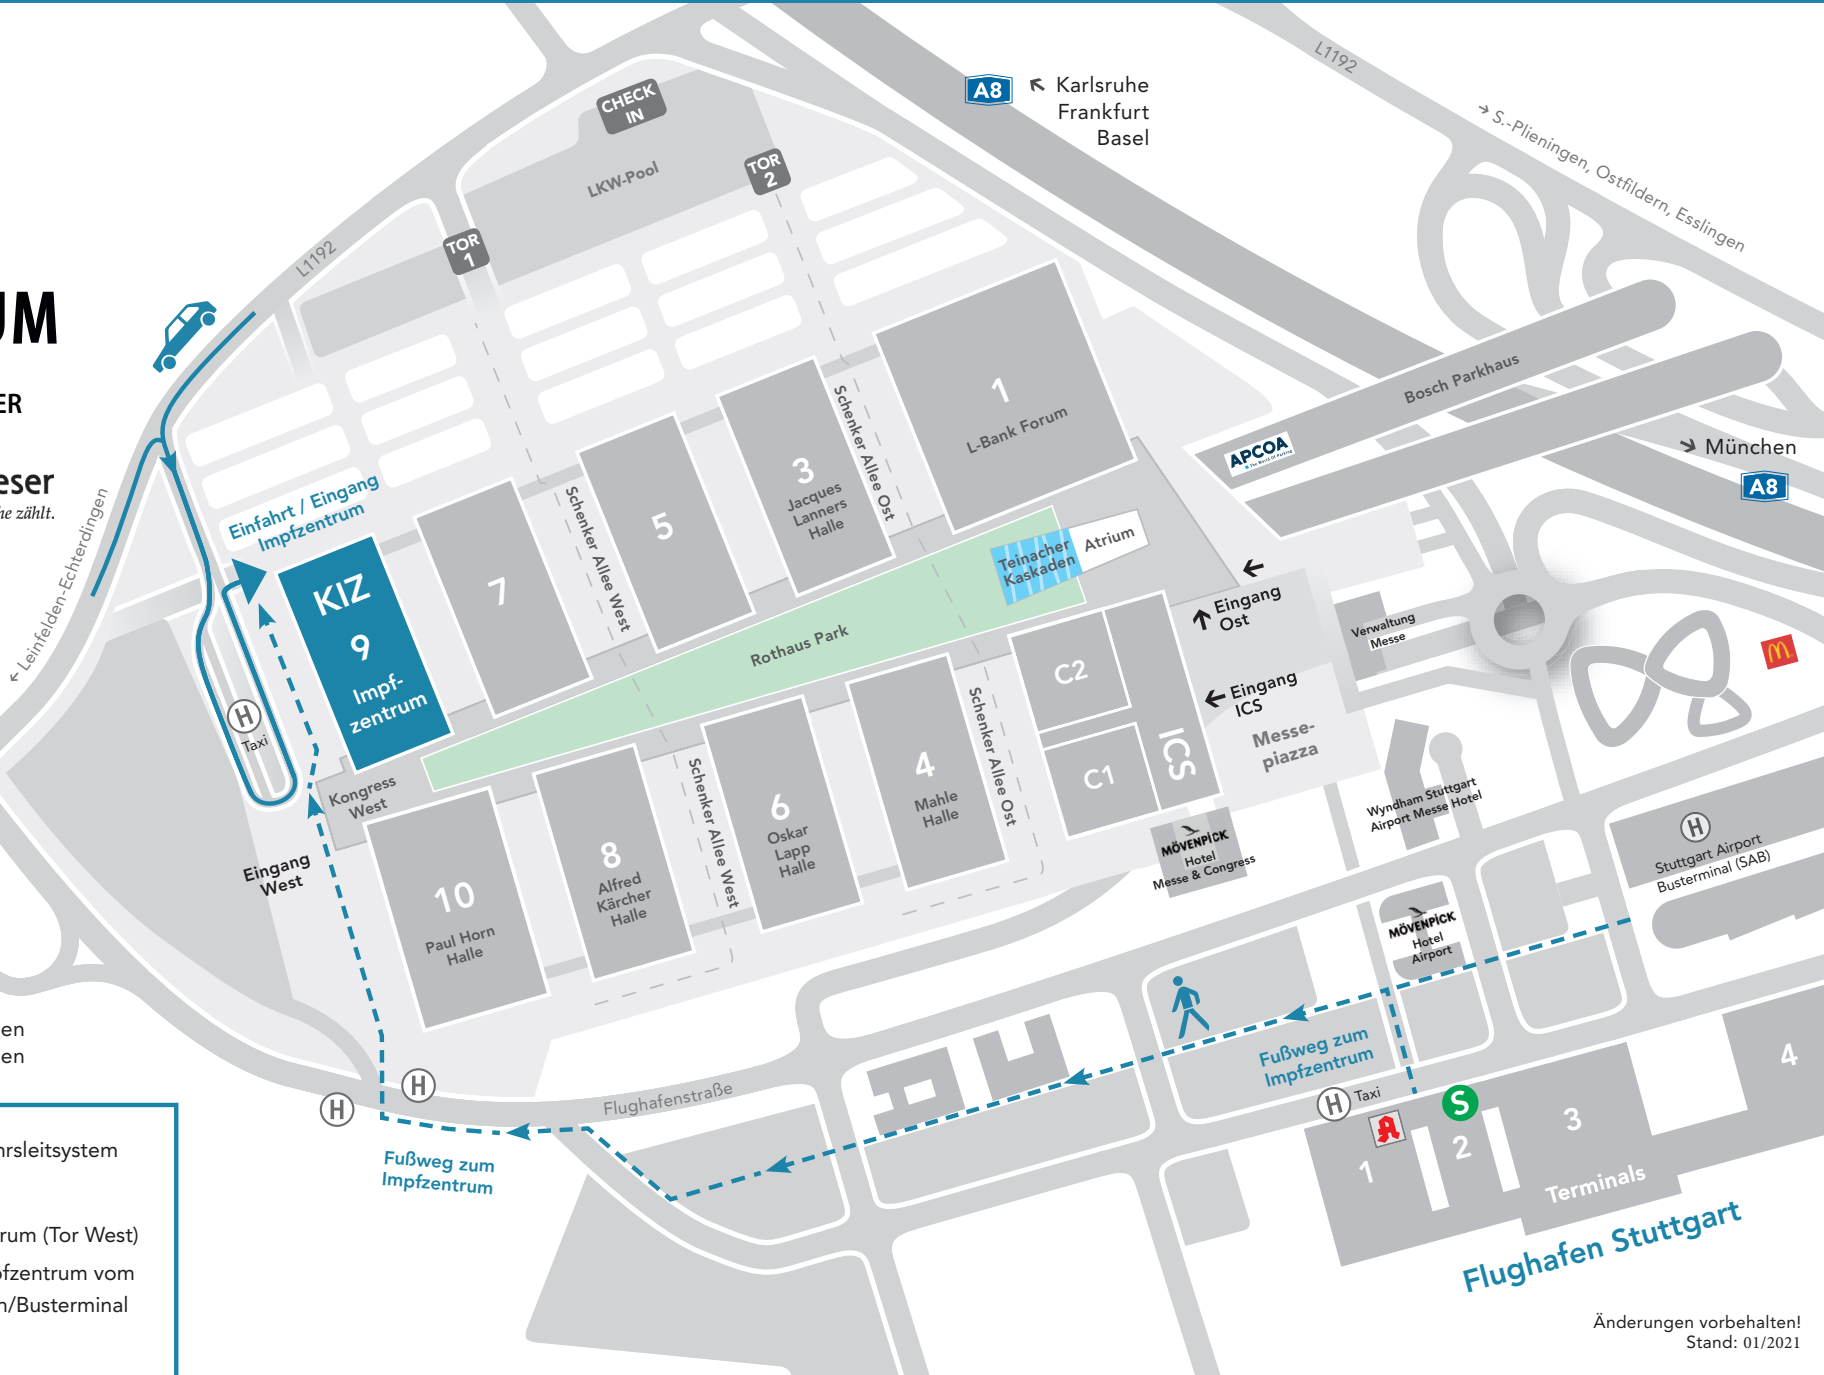 UM
ER
eser
he zählt.
en
en
hrsleitsystem
rum (Tor West)
pfzentrum vom
n/Busterminal
A8
Karlsruhe
Frankfurt
Basel
L1192
→ S.-Plieningen, Ostfildern, Esslingen
CHECK
IN
LKW-Pool
TOR
2
TOR
1
L1192
Bosch Parkhaus
APCOA
The World Of Parking
München
A8
1
L-Bank Forum
Schenker Allee Ost
3
Jacques
Lanners
Halle
5
Schenker Allee West
7
Einfahrt / Eingang
Impfzentrum
KIZ
9
Impf-
zentrum
← Leinfelden-Echterdingen
H
Taxi
Teinacher
Kaskaden
Atrium
Rothaus Park
Eingang
Ost
Verwaltung
Messe
Eingang
ICS
Messe-
piazza
C2
C1
ICS
Schenker Allee Ost
4
Mahle
Halle
6
Oskar
Lapp
Halle
Schenker Allee West
8
Alfred
Kärcher
Halle
10
Paul Horn
Halle
Kongress
West
Eingang
West
MÖVENPICK
Hotel
Messe & Congress
Wyndham Stuttgart
Airport Messe Hotel
H
Stuttgart Airport
Busterminal (SAB)
MÖVENPICK
Hotel
Airport
Fußweg zum
Impfzentrum
H
Taxi
S
H
H
Flughafenstraße
Fußweg zum
Impfzentrum
1
2
3
4
Terminals
Flughafen Stuttgart
Änderungen vorbehalten!
Stand: 01/2021